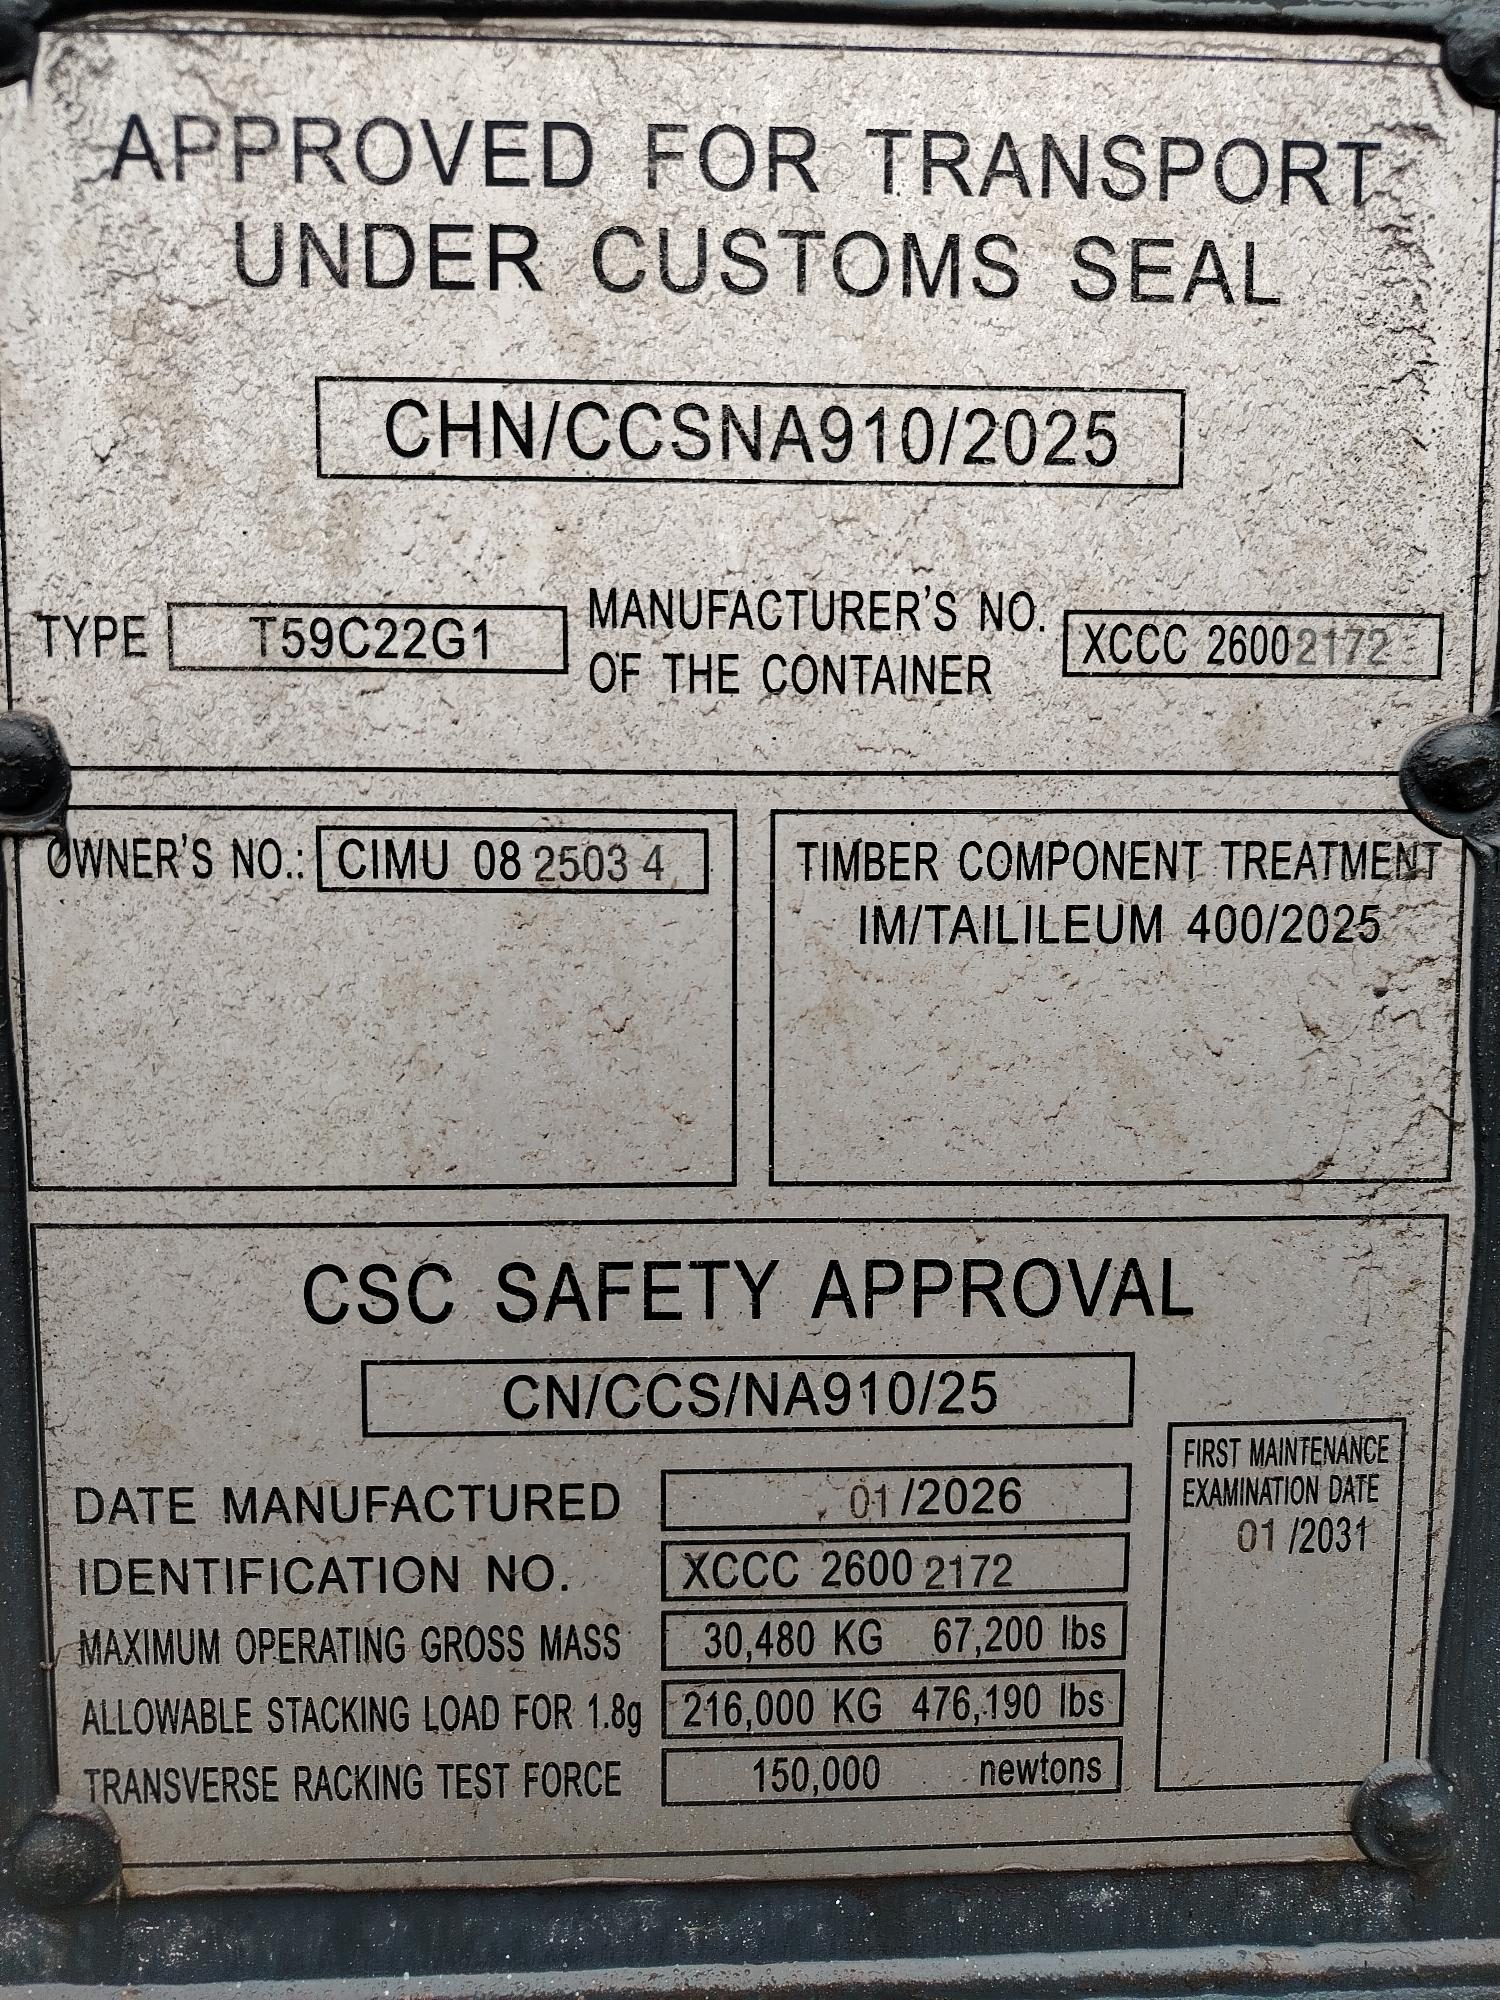 APPROVED FOR TRANSPORT
UNDER CUSTOMS SEAL
CHN/CCSNA910/2025
TYPE T59C22G1 MANUFACTURER'S NO. OF THE CONTAINER XCCC 26002172
OWNER'S NO.: CIMU 08 2503 4
TIMBER COMPONENT TREATMENT
IM/TAILILEUM 400/2025
CSC SAFETY APPROVAL
CN/CCS/NA910/25
DATE MANUFACTURED 01/2026
IDENTIFICATION NO. XCCC 2600 2172
MAXIMUM OPERATING GROSS MASS 30,480 KG 67,200 lbs
ALLOWABLE STACKING LOAD FOR 1.8g 216,000 KG 476,190 lbs
TRANSVERSE RACKING TEST FORCE 150,000 newtons
FIRST MAINTENANCE
EXAMINATION DATE
01 /2031